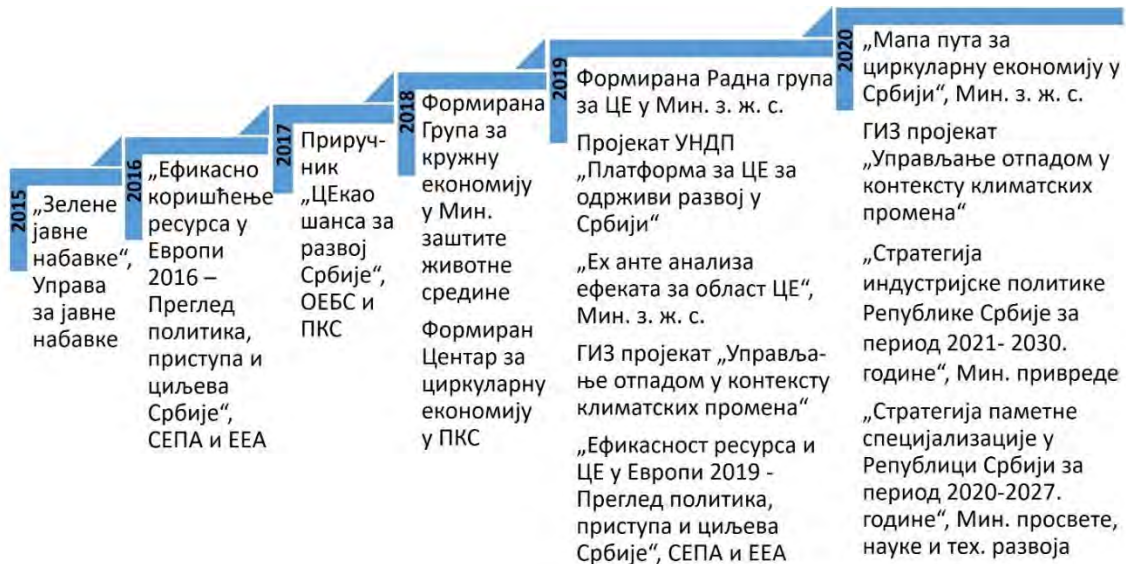 2015
„Зелене
јавне
набавке“,
Управа
за јавне
набавке
2016
„Ефикасно
коришћење
ресурса у
Европи
2016 –
Преглед
политика,
приступа и
циљева
Србије“,
СЕПА и ЕЕА
2017
Прируч-
ник
„ЦЕкао
шанса за
развој
Србије“,
ОЕБС и
ПКС
2018
Формирана
Група за
кружну
економију
у Мин.
заштите
животне
средине
Формиран
Центар за
циркуларну
економију
у ПКС
2019
Формирана Радна група
за ЦЕ у Мин. з. ж. с.
Пројекат УНДП
„Платформа за ЦЕ за
одрживи развој у
Србији“
„Ex анте анализа
ефеката за област ЦЕ“,
Мин. з. ж. с.
ГИЗ пројекат „Управља-
ње отпадом у контексту
климатских промена“
„Ефикасност ресурса и
ЦЕ у Европи 2019 -
Преглед политика,
приступа и циљева
Србије“, СЕПА и ЕЕА
2020
„Мапа пута за
циркуларну економију у
Србији“, Мин. з. ж. с.
ГИЗ пројекат
„Управљање отпадом у
контексту климатских
промена“
„Стратегија
индустријске политике
Републике Србије за
период 2021- 2030.
године“, Мин. привреде
„Стратегија паметне
специјализације у
Републици Србији за
период 2020-2027.
године“, Мин. просвете,
науке и тех. развоја